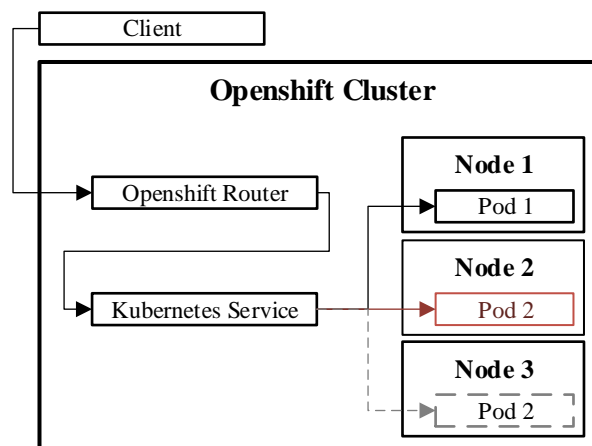 Client
Openshift Cluster
Node 1
Openshift Router
Pod 1
Node 2
Kubernetes Service
Pod 2
Node 3
Pod 2